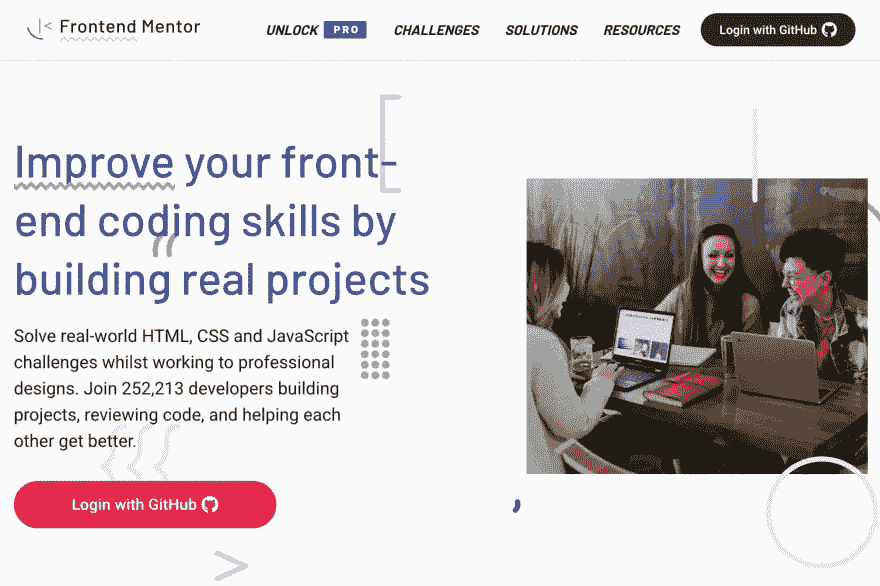 Frontend Mentor
UNLOCK PRO CHALLENGES SOLUTIONS RESOURCES Login with GitHub
Improve your front-
end coding skills by
building real projects
Solve real-world HTML, CSS and JavaScript
challenges whilst working to professional
designs. Join 252,213 developers building
projects, reviewing code, and helping each
other get better.
Login with GitHub